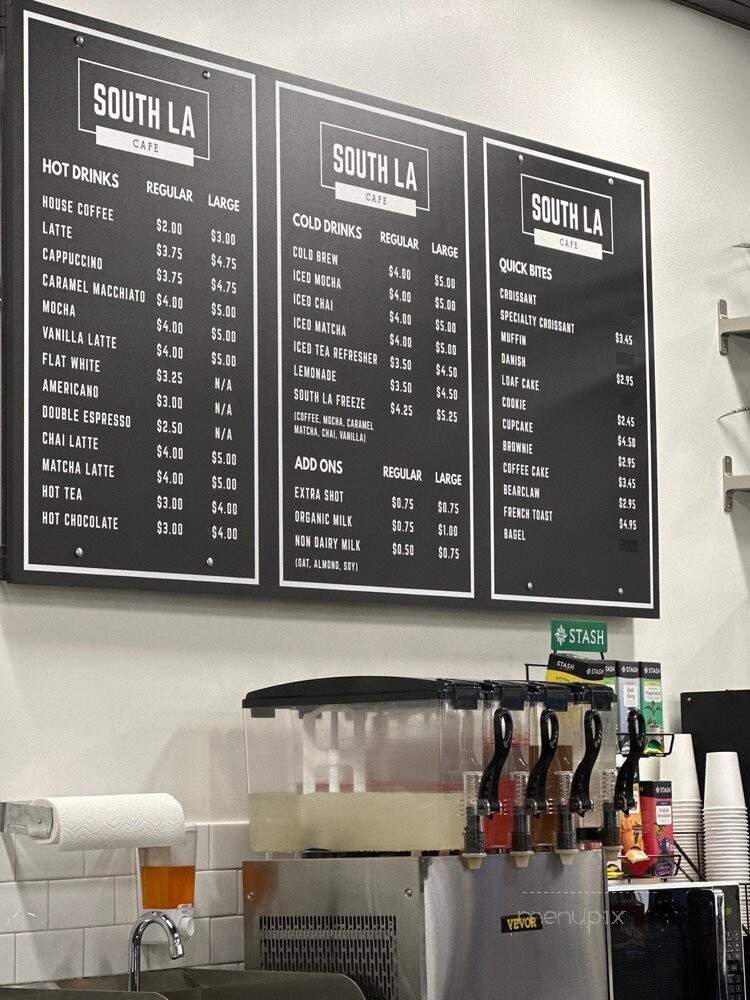 SOUTH LA
CAFE
HOT DRINKS REGULAR LARGE
HOUSE COFFEE $2.00 $3.00
LATTE $3.75 $4.75
CAPPUCCINO $3.75 $4.75
CARAMEL MACCHIATO $4.00 $5.00
MOCHA $4.00 $5.00
VANILLA LATTE $4.00 $5.00
FLAT WHITE $3.25 N/A
AMERICANO $3.00 N/A
DOUBLE ESPRESSO $2.50 N/A
CHAI LATTE $4.00 $5.00
MATCHA LATTE $4.00 $5.00
HOT TEA $3.00 $4.00
HOT CHOCOLATE $3.00 $4.00
SOUTH LA
CAFE
COLD DRINKS REGULAR LARGE
COLD BREW $4.00 $5.00
ICED MOCHA $4.00 $5.00
ICED CHAI $4.00 $5.00
ICED MATCHA $4.00 $5.00
ICED TEA REFRESHER $3.50 $4.50
LEMONADE $3.50 $4.50
SOUTH LA FREEZE $4.25 $5.25
(COFFEE, MOCHA, CARAMEL
MATCHA, CHAI, VANILLA)
ADD ONS REGULAR LARGE
EXTRA SHOT $0.75 $0.75
ORGANIC MILK $0.75 $1.00
NON DAIRY MILK $0.50 $0.75
(OAT, ALMOND, SOY)
SOUTH LA
CAFE
QUICK BITES
CROISSANT
SPECIALTY CROISSANT $3.45
MUFFIN
DANISH $2.95
LOAF CAKE
COOKIE $2.45
CUPCAKE $4.50
BROWNIE $2.95
COFFEE CAKE $3.45
BEARCLAW $2.95
FRENCH TOAST $4.95
BAGEL
STASH
STASH
STASH
STASH
STASH
VEVOR
menupix